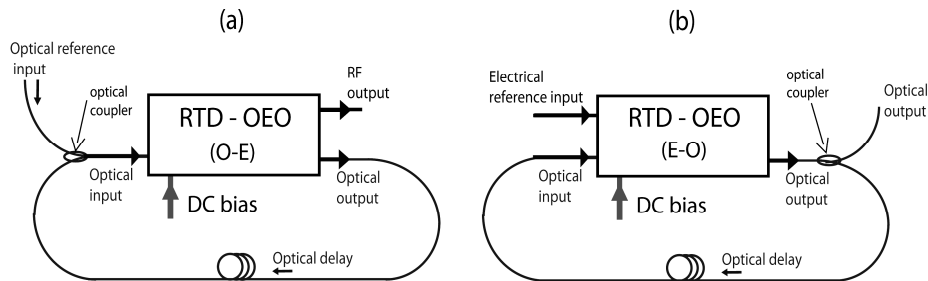 (a)
Optical reference
input
optical
coupler
RTD - OEO
(O-E)
RF
output
Optical
input
DC bias
Optical
output
Optical delay
(b)
Electrical
reference input
RTD - OEO
(E-O)
optical
coupler
Optical
output
Optical
input
DC bias
Optical
output
Optical delay